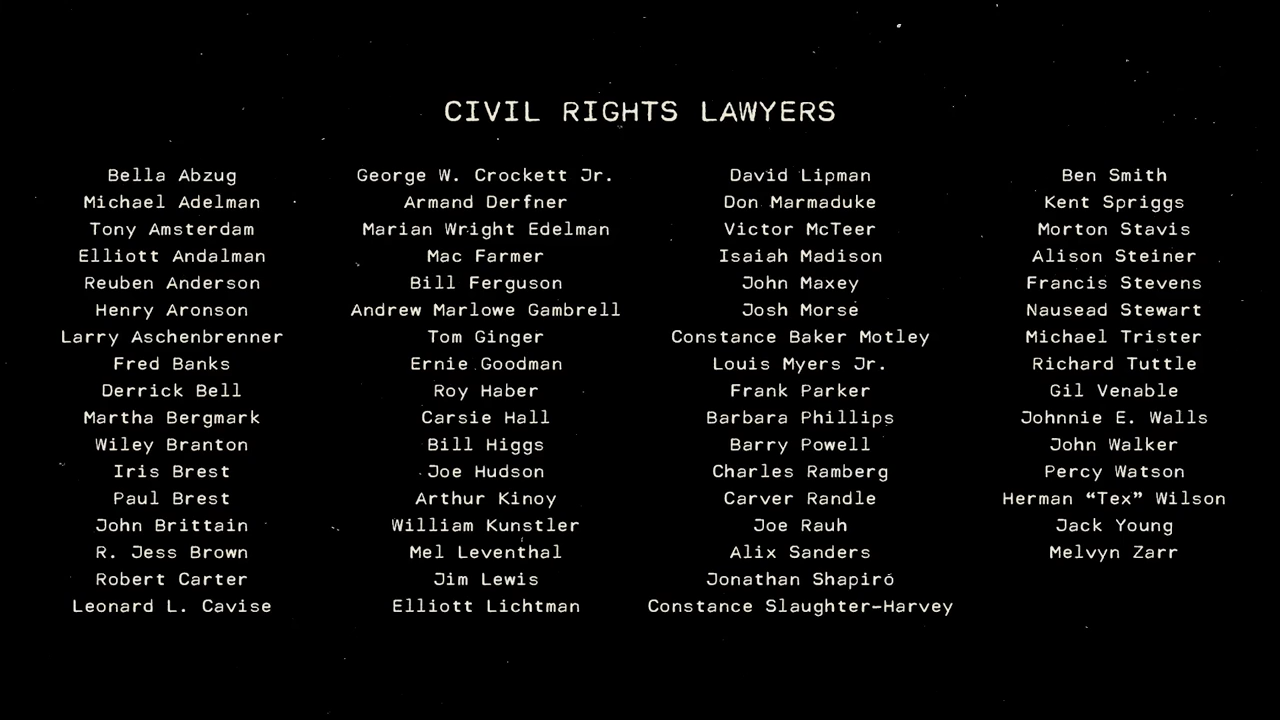 CIVIL RIGHTS LAWYERS
Bella Abzug
Michael Adelman
Tony Amsterdam
Elliott Andalman
Reuben Anderson
Henry Aronson
Larry Aschenbrenner
Fred Banks
Derrick Bell
Martha Bergmark
Wiley Branton
Iris Brest
Paul Brest
John Brittain
R. Jess Brown
Robert Carter
Leonard L. Cavise
George W. Crockett Jr.
Armand Derfner
Marian Wright Edelman
Mac Farmer
Bill Ferguson
Andrew Marlowe Gambrell
Tom Ginger
Ernie Goodman
Roy Haber
Carsie Hall
Bill Higgs
Joe Hudson
Arthur Kinoy
William Kunstler
Mel Leventhal
Jim Lewis
Elliott Lichtman
David Lipman
Don Marmaduke
Victor McTeer
Isaiah Madison
John Maxey
Josh Morse
Constance Baker Motley
Louis Myers Jr.
Frank Parker
Barbara Phillips
Barry Powell
Charles Ramberg
Carver Randle
Joe Rauh
Alix Sanders
Jonathan Shapiro
Constance Slaughter-Harvey
Ben Smith
Kent Spriggs
Morton Stavis
Alison Steiner
Francis Stevens
Nausead Stewart
Michael Trister
Richard Tuttle
Gil Venable
Johnnie E. Walls
John Walker
Percy Watson
Herman “Tex” Wilson
Jack Young
Melvyn Zarr